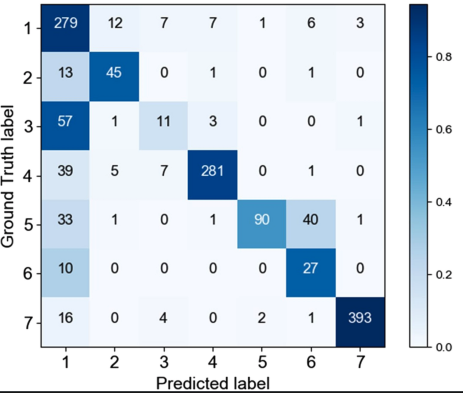 1 279 12 7 7 1 6 3
2 13 45 0 1 0 1 0
3 57 1 11 3 0 0 1
4 39 5 7 281 0 1 0
5 33 1 0 1 90 40 1
6 10 0 0 0 0 27 0
7 16 0 4 0 2 1 393
1 2 3 4 5 6 7
Predicted label
Ground Truth label
0.8
0.6
0.4
0.2
0.0